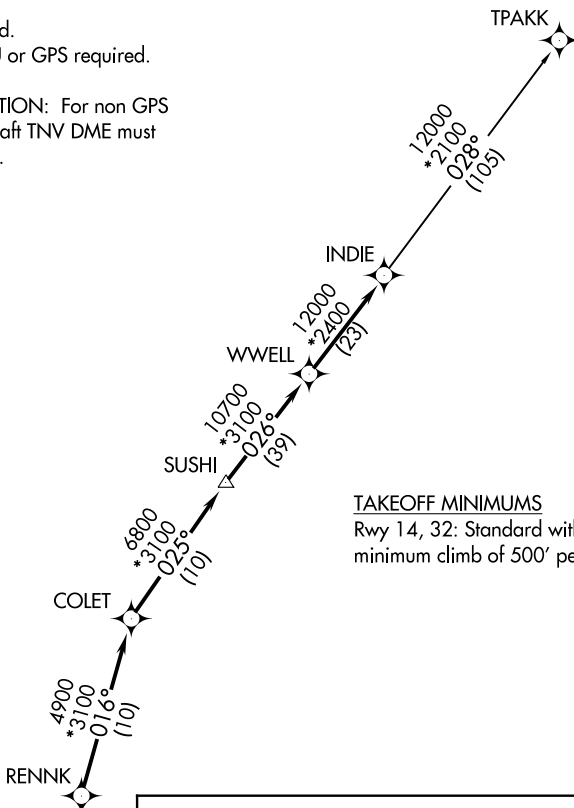 TPAKK
d.
or GPS required.
TION: For non GPS
aft TNV DME must
.
12000
*2100
028°
(105)
INDIE
12000
*2400
(23)
WWELL
10700
*3100
026°
(39)
SUSHI
TAKEOFF MINIMUMS
Rwy 14, 32: Standard with
minimum climb of 500' pe
6800
*3100
025°
(10)
COLET
4900
*3100
016°
(10)
RENNK